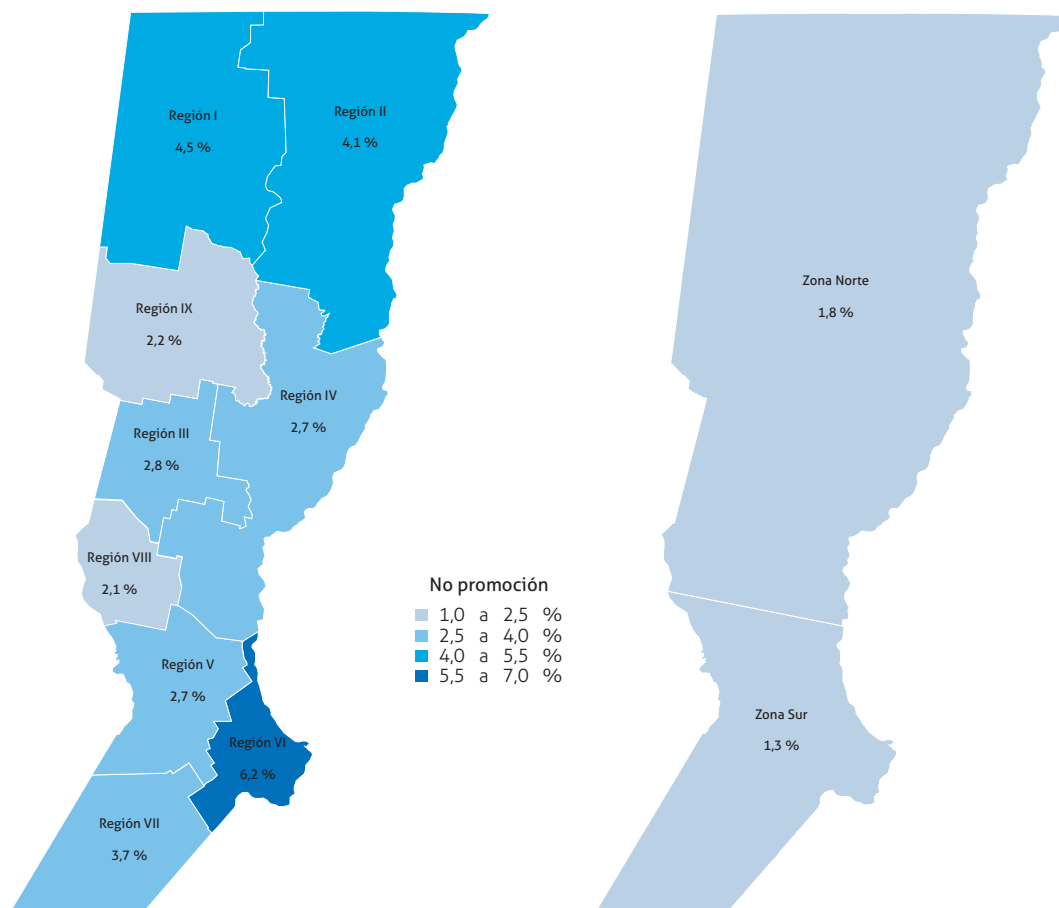 Región I
4,5 %
Región II
4,1 %
Región IX
2,2 %
Región IV
2,7 %
Región III
2,8 %
Región VIII
2,1 %
Región V
2,7 %
Región VI
6,2 %
Región VII
3,7 %
No promoción
1,0 a 2,5 %
2,5 a 4,0 %
4,0 a 5,5 %
5,5 a 7,0 %
Zona Norte
1,8 %
Zona Sur
1,3 %